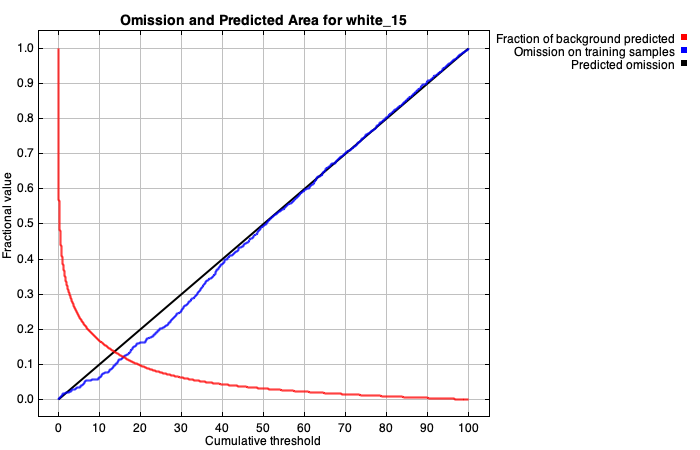 Omission and Predicted Area for white_15
Fraction of background predicted
Omission on training samples
Predicted omission
Fractional value
1.0
0.9
0.8
0.7
0.6
0.5
0.4
0.3
0.2
0.1
0.0
0 10 20 30 40 50 60 70 80 90 100
Cumulative threshold